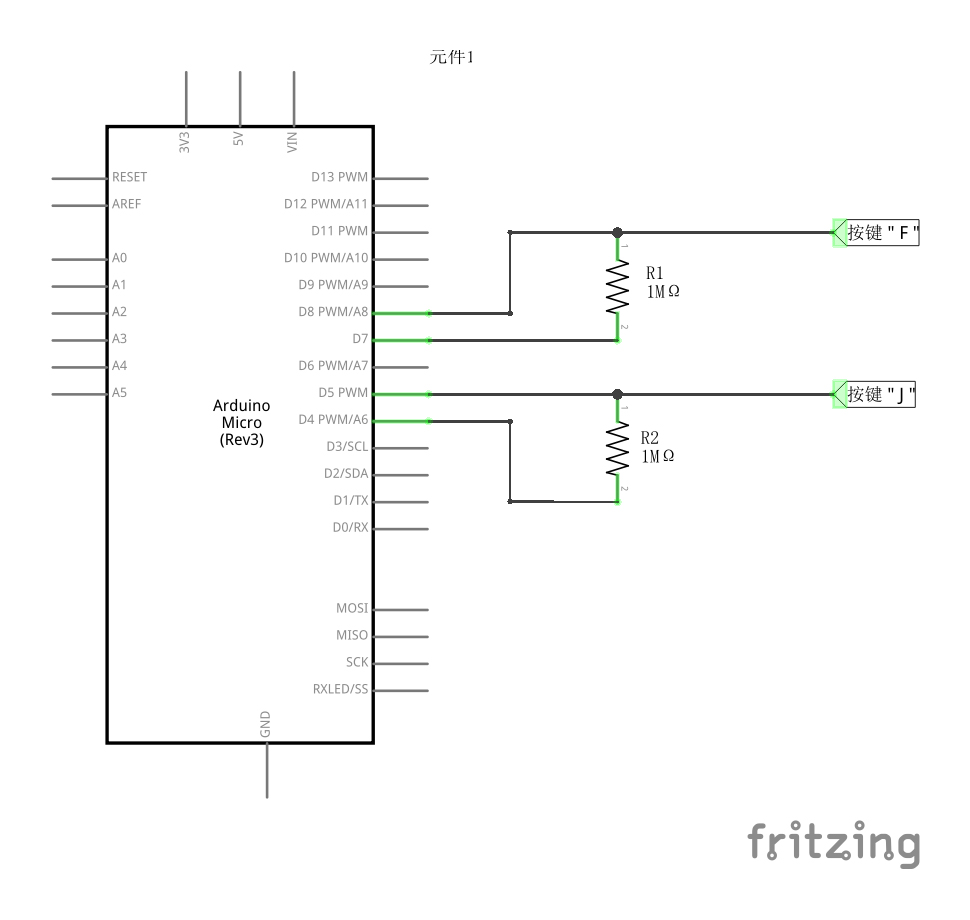 元件1
3V3
5V
VIN
RESET
AREF
A0
A1
A2
A3
A4
A5
D13 PWM
D12 PWM/A11
D11 PWM
D10 PWM/A10
D9 PWM/A9
D8 PWM/A8
D7
D6 PWM/A7
D5 PWM
D4 PWM/A6
D3/SCL
D2/SDA
D1/TX
D0/RX
MOSI
MISO
SCK
RXLED/SS
GND
Arduino
Micro
(Rev3)
1
R1
1MΩ
2
按键"F"
1
R2
1MΩ
2
按键"J"
fritzing